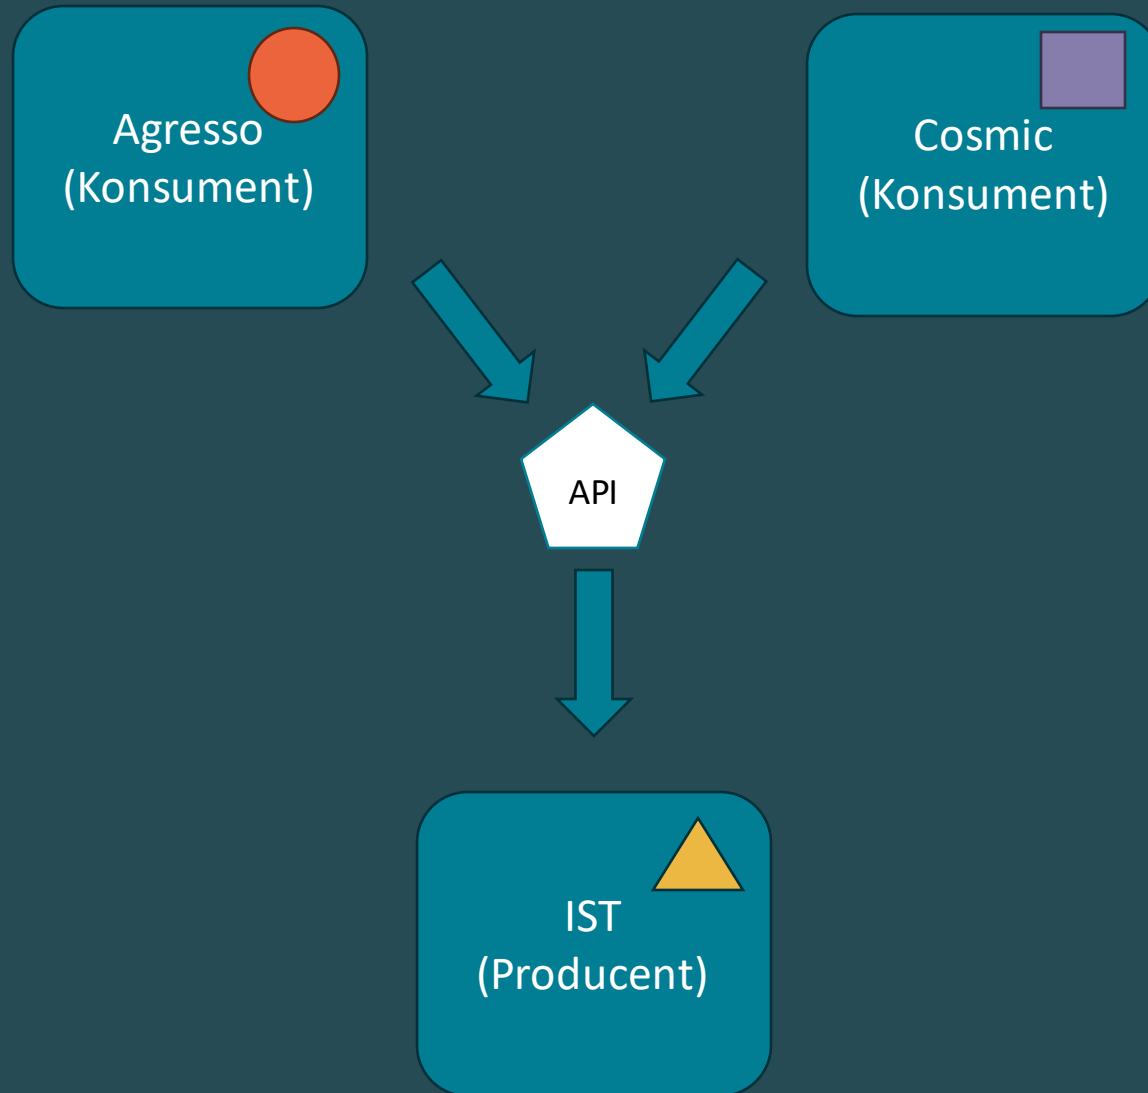 Agresso
(Konsument)
Cosmic
(Konsument)
API
IST
(Producent)